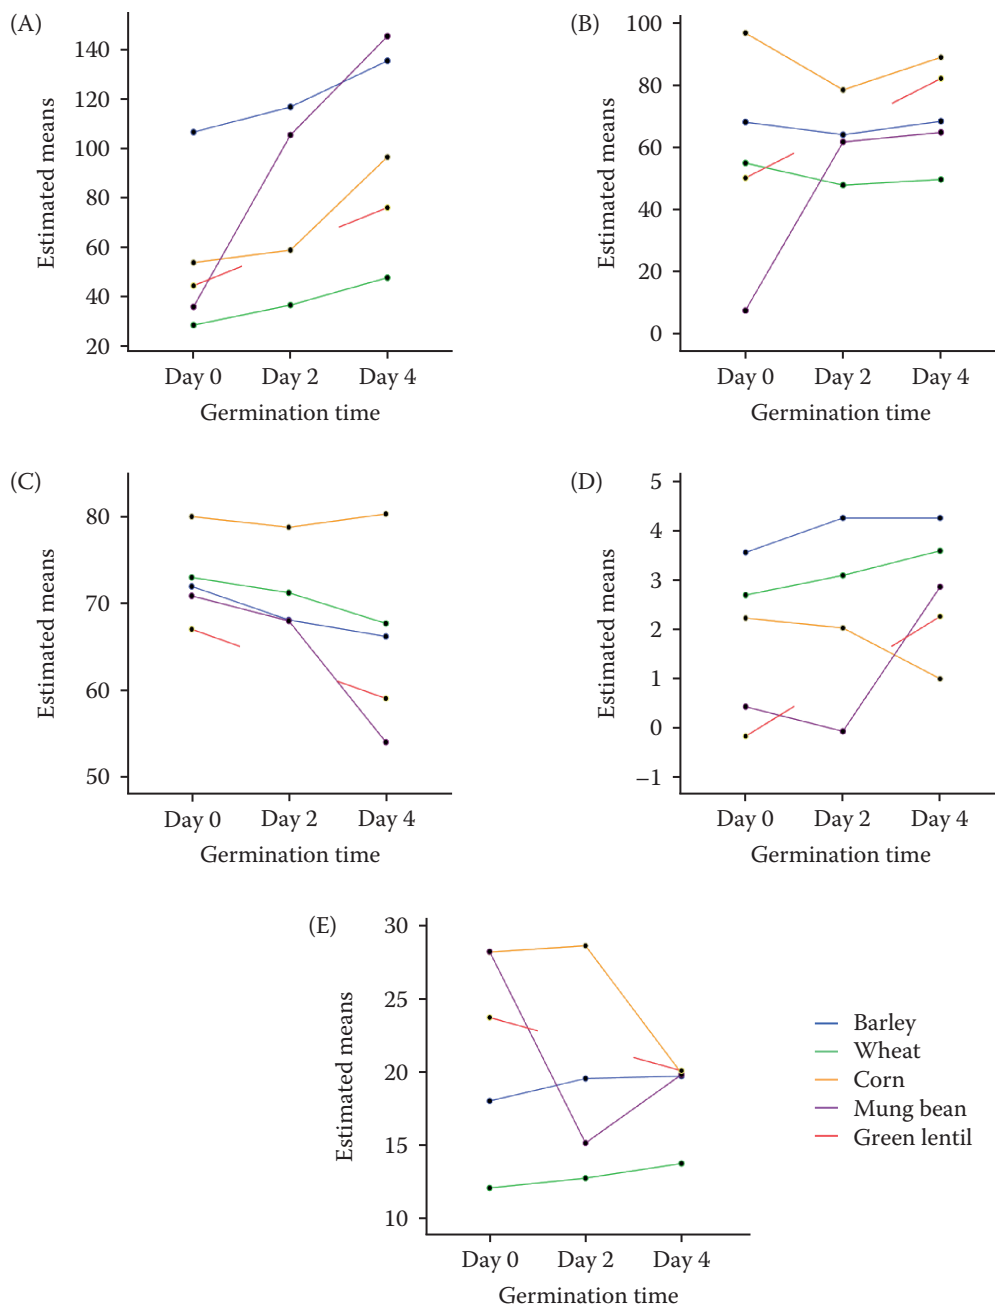 (A)
Estimated means
140
120
100
80
60
40
20
Day 0 Day 2 Day 4
Germination time
(B)
Estimated means
100
80
60
40
20
0
Day 0 Day 2 Day 4
Germination time
(C)
Estimated means
80
70
60
50
Day 0 Day 2 Day 4
Germination time
(D)
Estimated means
5
4
3
2
1
0
–1
Day 0 Day 2 Day 4
Germination time
(E)
Estimated means
30
25
20
15
10
Day 0 Day 2 Day 4
Germination time
Barley
Wheat
Corn
Mung bean
Green lentil